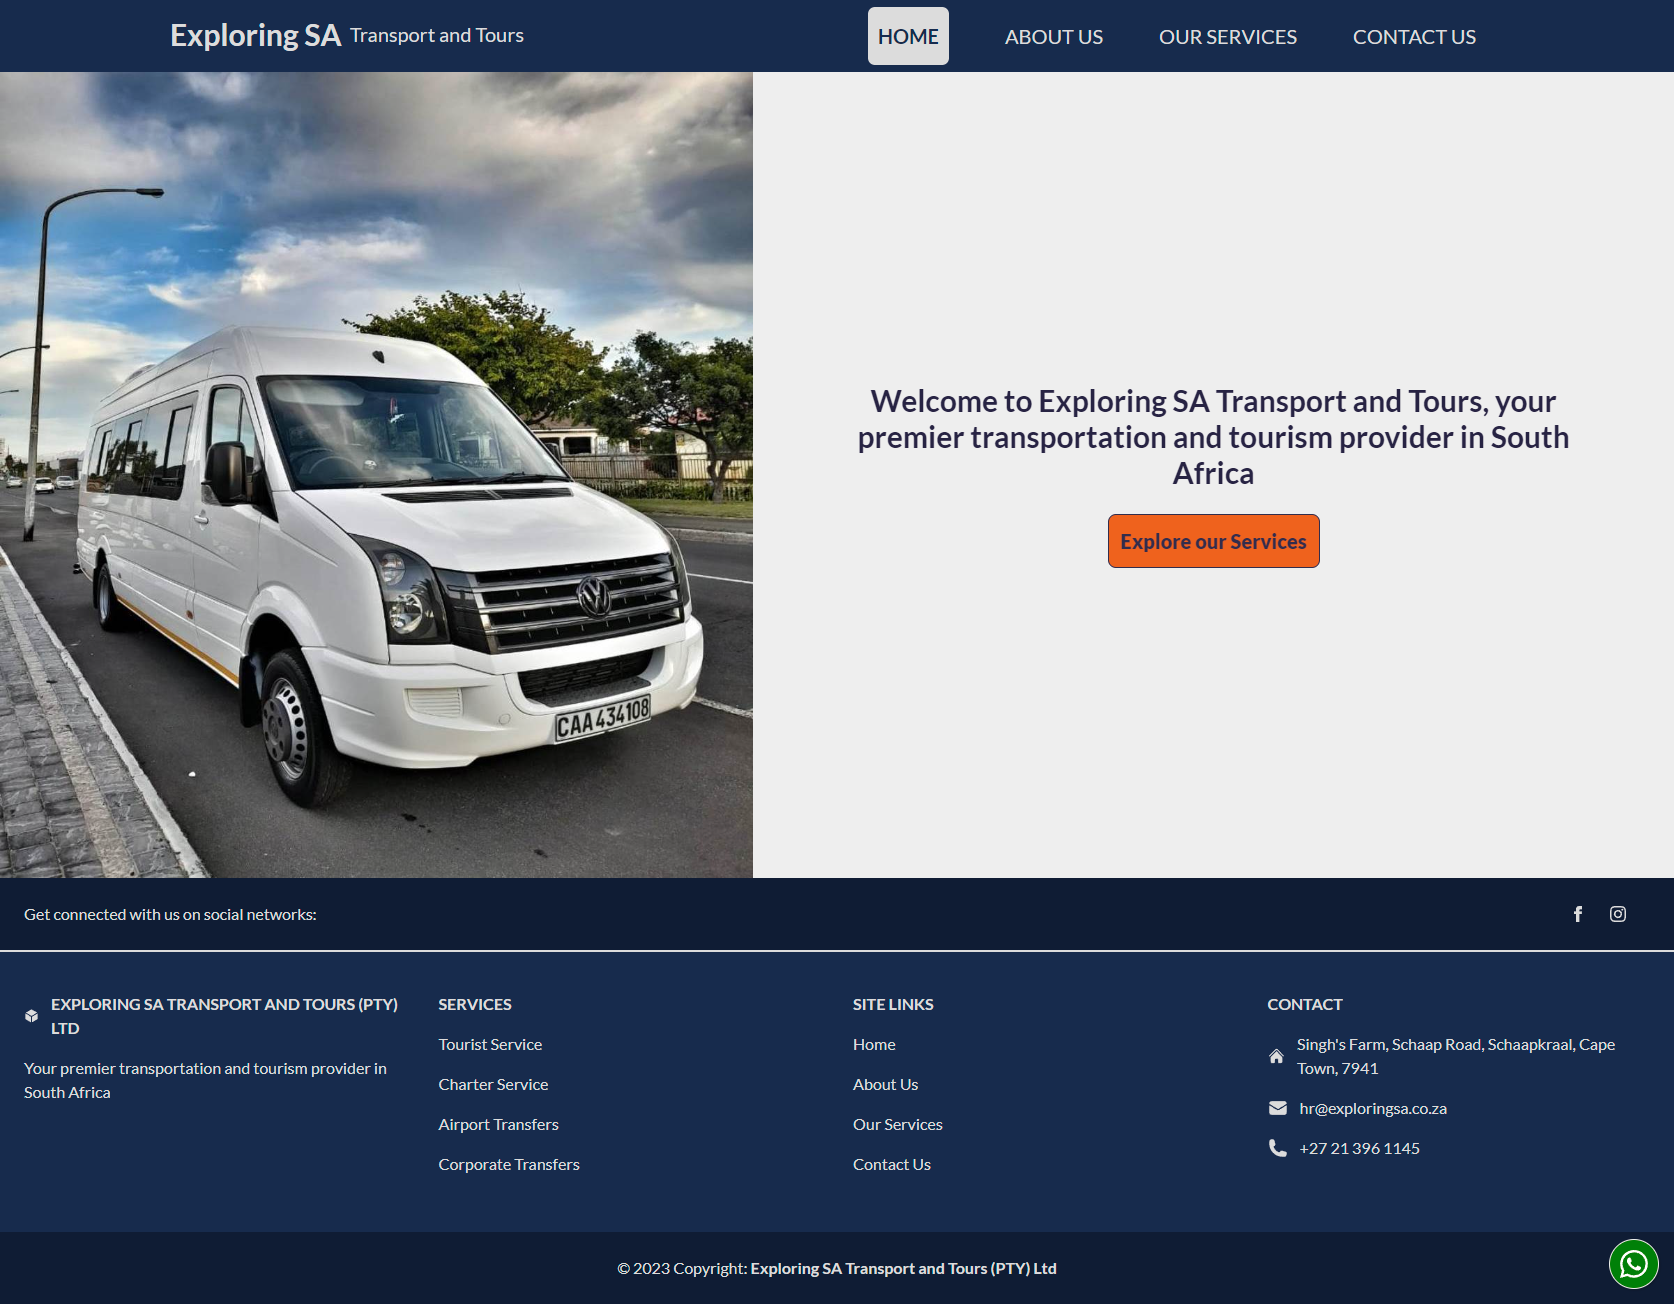 Exploring SA Transport and Tours
HOME
ABOUT US
OUR SERVICES
CONTACT US
CAA 434108
Welcome to Exploring SA Transport and Tours, your
premier transportation and tourism provider in South
Africa
Explore our Services
Get connected with us on social networks:
EXPLORING SA TRANSPORT AND TOURS (PTY)
LTD
Your premier transportation and tourism provider in
South Africa
SERVICES
Tourist Service
Charter Service
Airport Transfers
Corporate Transfers
SITE LINKS
Home
About Us
Our Services
Contact Us
CONTACT
Singh's Farm, Schaap Road, Schaapkraal, Cape
Town, 7941
hr@exploringsa.co.za
+27 21 396 1145
© 2023 Copyright: Exploring SA Transport and Tours (PTY) Ltd